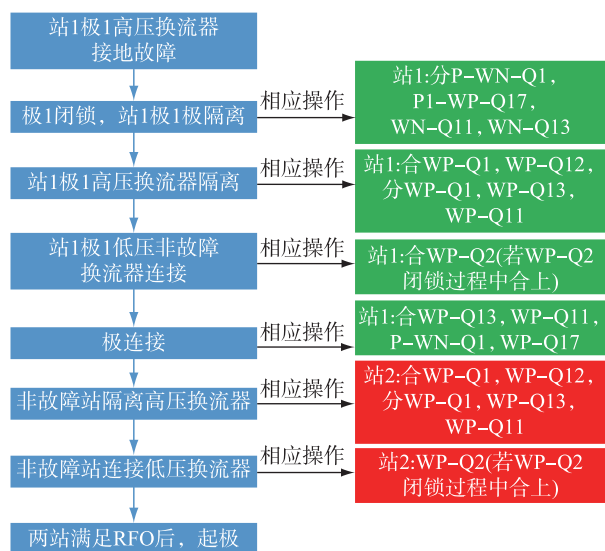 站1极1高压换流器
接地故障
极1闭锁，站1极1极隔离
相应操作
站1:分P-WN-Q1,
P1-WP-Q17,
WN-Q11, WN-Q13
站1极1高压换流器隔离
相应操作
站1:合WP-Q1, WP-Q12,
分WP-Q1, WP-Q13,
WP-Q11
站1极1低压非故障
换流器连接
相应操作
站1:合WP-Q2(若WP-Q2
闭锁过程中合上)
极连接
相应操作
站1:合WP-Q13, WP-Q11,
P-WN-Q1, WP-Q17
非故障站隔离高压换流器
相应操作
站2:合WP-Q1, WP-Q12,
分WP-Q1, WP-Q13,
WP-Q11
非故障站连接低压换流器
相应操作
站2:WP-Q2(若WP-Q2
闭锁过程中合上)
两站满足RFO后，起极